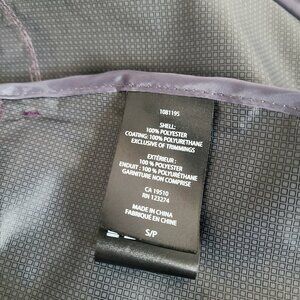 1081195
SHELL:
100% POLYESTER
COATING: 100% POLYURETHANE
EXCLUSIVE OF TRIMMINGS
EXTÉRIEUR :
100 % POLYESTER
ENDUIT : 100 % POLYURÉTHANE
GARNITURE NON COMPRISE
CA 19510
RN 123274
MADE IN CHINA
FABRIQUÉ EN CHINE
S/P